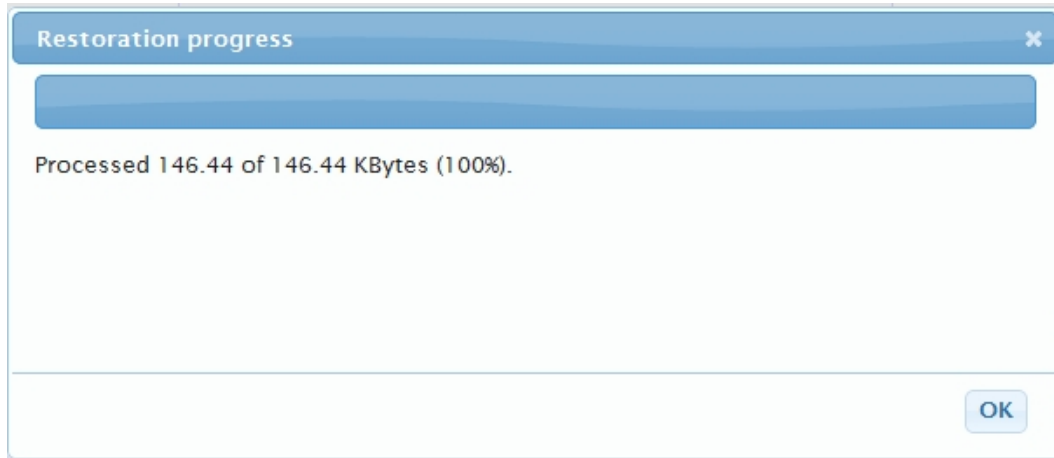 Restoration progress
Processed 146.44 of 146.44 KBytes (100%).
OK